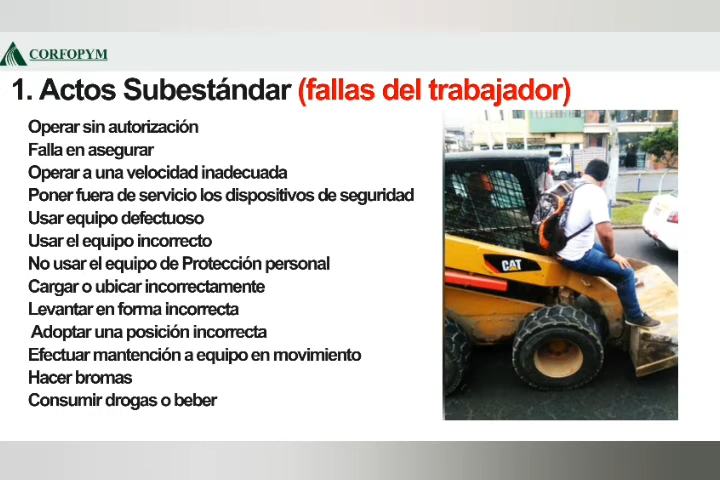 CORFOPYM
1. Actos Subestándar (fallas del trabajador)
Operar sin autorización
Falla en asegurar
Operar a una velocidad inadecuada
Poner fuera de servicio los dispositivos de seguridad
Usar equipo defectuoso
Usar el equipo incorrecto
No usar el equipo de Protección personal
Cargar o ubicar incorrectamente
Levantar en forma incorrecta
Adoptar una posición incorrecta
Efectuar mantención a equipo en movimiento
Hacer bromas
Consumir drogas o beber
CAT